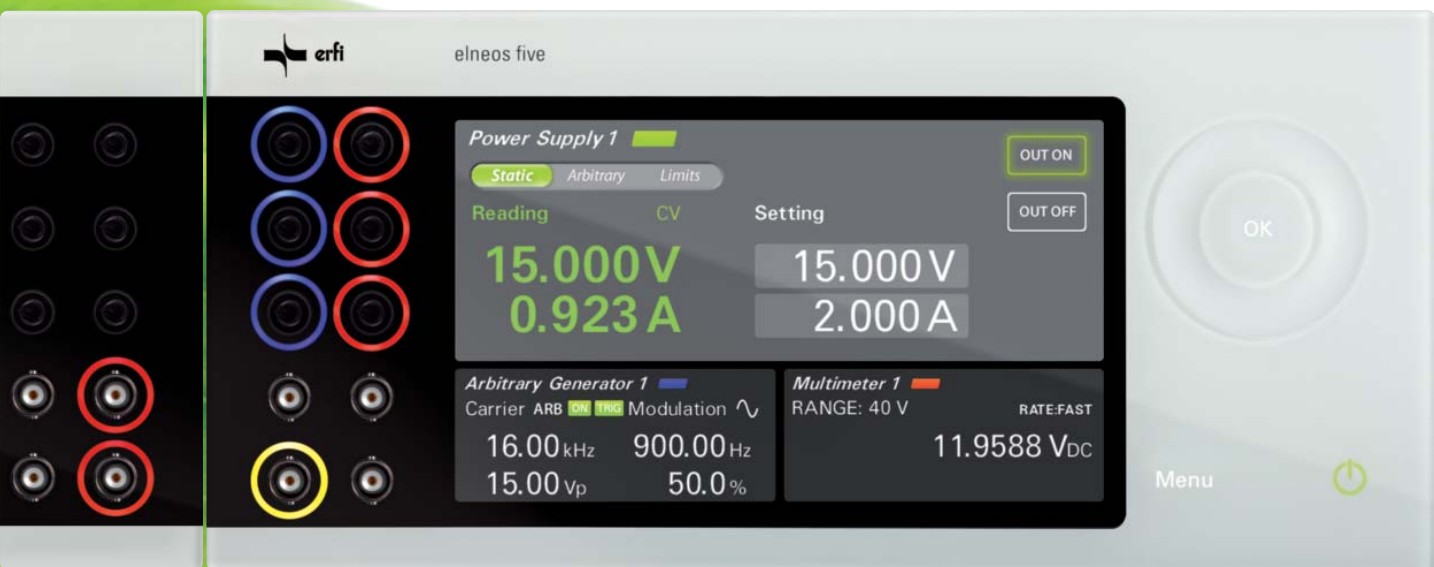 erfi
elneos five
Power Supply 1
OUT ON
Static Arbitrary Limits
Reading CV Setting
OUT OFF
OK
15.000 V 15.000 V
0.923 A 2.000 A
Arbitrary Generator 1
Carrier ARB ON TRIG Modulation
16.00 kHz 900.00 Hz
15.00 Vp 50.0 %
Multimeter 1
RANGE: 40 V RATE:FAST
11.9588 VDC
Menu